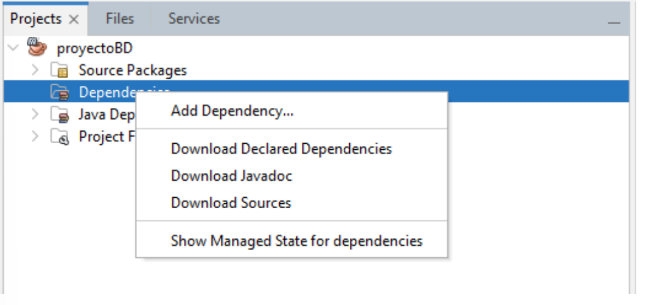 Projects × Files Services
proyectoBD
Source Packages
Dependencies
Add Dependency...
Java Dep
Download Declared Dependencies
Project F
Download Javadoc
Download Sources
Show Managed State for dependencies